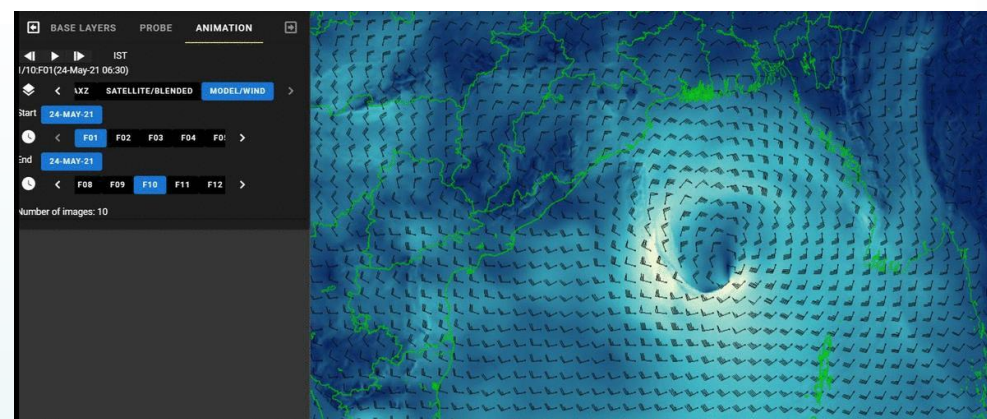 BASE LAYERS PROBE ANIMATION
IST
1/10:F01(24-May-21 06:30)
SATELLITE/BLENDED MODEL/WIND
Start 24-MAY-21
F01 F02 F03 F04
End 24-MAY-21
F08 F09 F10 F11 F12
Number of images: 10